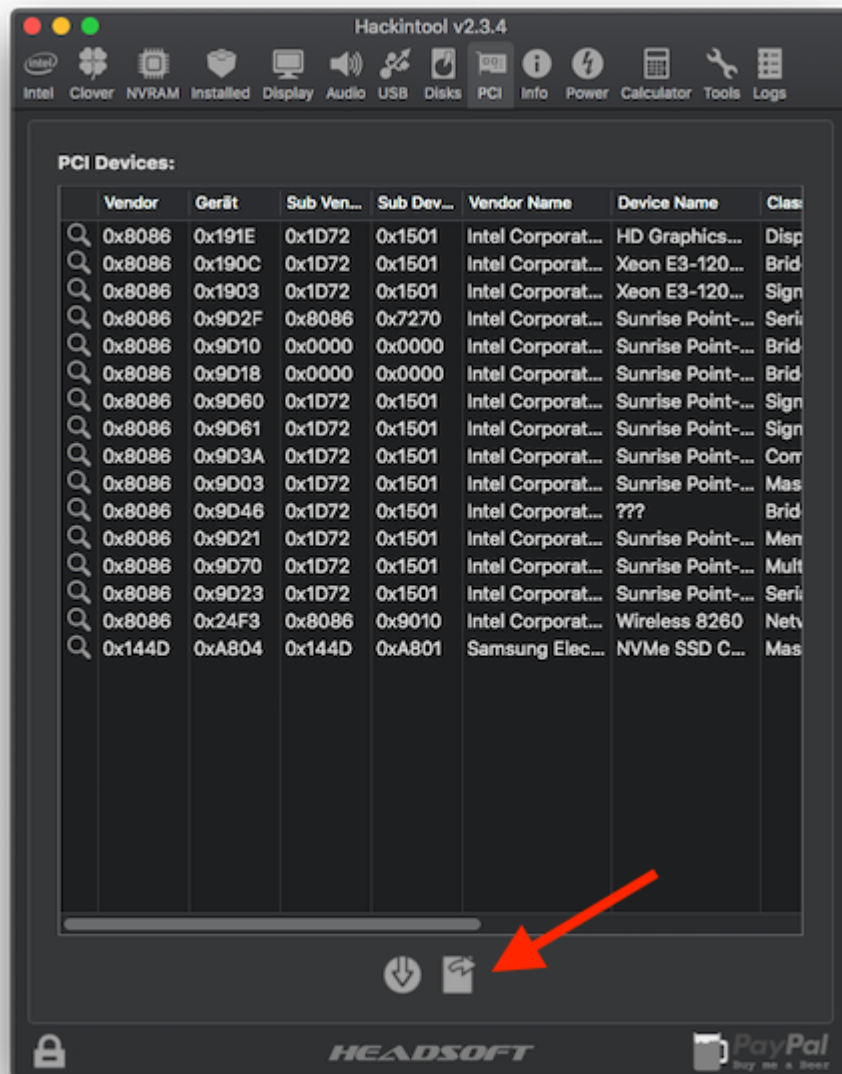 Hackintool v2.3.4
intel
Intel Clover NVRAM Installed Display Audio USB Disks PCI Info Power Calculator Tools Logs
PCI Devices:
Vendor Gerät Sub Ven... Sub Dev... Vendor Name Device Name Clas
0x8086 0x191E 0x1D72 0x1501 Intel Corporat... HD Graphics... Disp
0x8086 0x190C 0x1D72 0x1501 Intel Corporat... Xeon E3-120... Brid
0x8086 0x1903 0x1D72 0x1501 Intel Corporat... Xeon E3-120... Sign
0x8086 0x9D2F 0x8086 0x7270 Intel Corporat... Sunrise Point-... Seri
0x8086 0x9D10 0x0000 0x0000 Intel Corporat... Sunrise Point-... Brid
0x8086 0x9D18 0x0000 0x0000 Intel Corporat... Sunrise Point-... Brid
0x8086 0x9D60 0x1D72 0x1501 Intel Corporat... Sunrise Point-... Sign
0x8086 0x9D61 0x1D72 0x1501 Intel Corporat... Sunrise Point-... Sign
0x8086 0x9D3A 0x1D72 0x1501 Intel Corporat... Sunrise Point-... Com
0x8086 0x9D03 0x1D72 0x1501 Intel Corporat... Sunrise Point-... Mas
0x8086 0x9D46 0x1D72 0x1501 Intel Corporat... ??? Brid
0x8086 0x9D21 0x1D72 0x1501 Intel Corporat... Sunrise Point-... Mem
0x8086 0x9D70 0x1D72 0x1501 Intel Corporat... Sunrise Point-... Mult
0x8086 0x9D23 0x1D72 0x1501 Intel Corporat... Sunrise Point-... Seri
0x8086 0x24F3 0x8086 0x9010 Intel Corporat... Wireless 8260 Netw
0x144D 0xA804 0x144D 0xA801 Samsung Elec... NVMe SSD C... Mas
HEADSOFT PayPal
Buy me a Beer